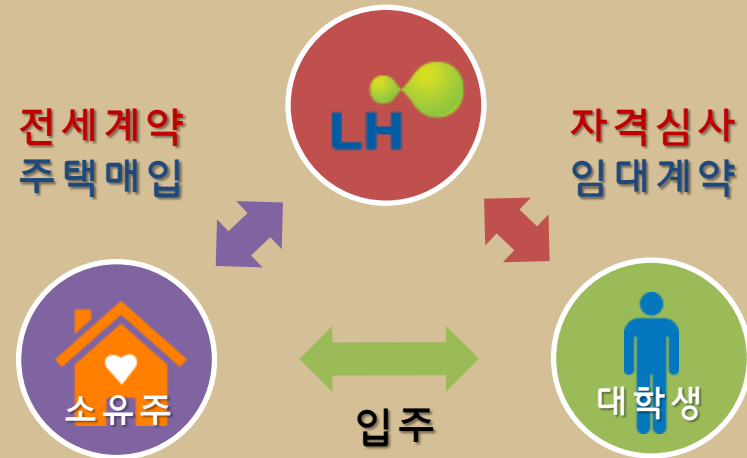 LH
전세계약
주택매입
자격심사
임대계약
소유주
대학생
입주